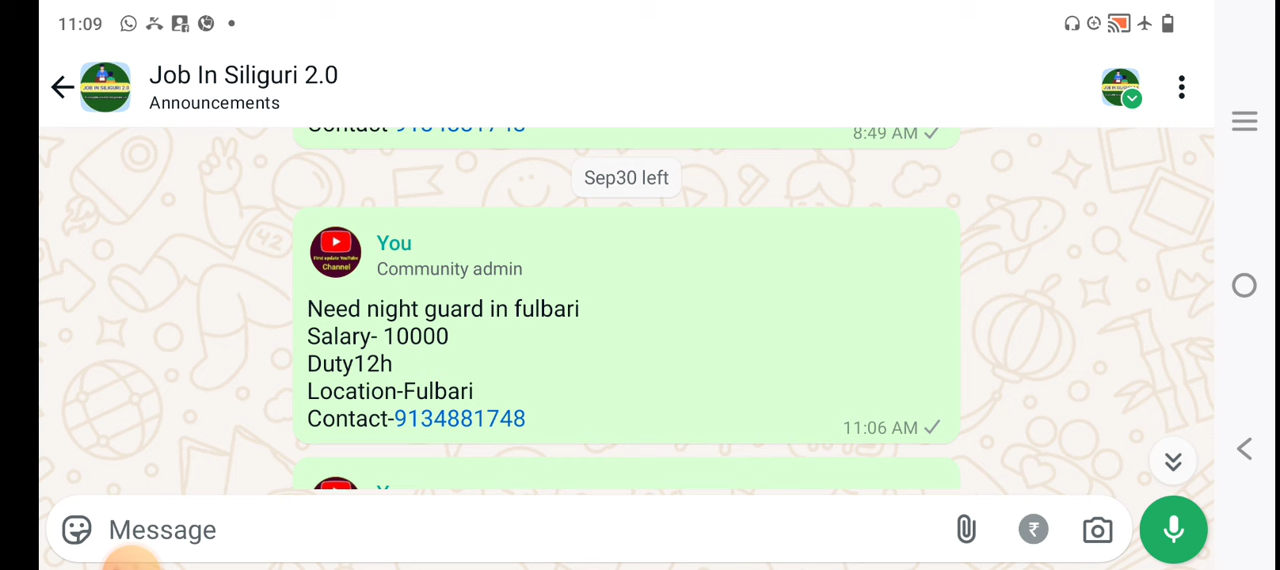 11:09
Job In Siliguri 2.0
Announcements
8:49 AM
Sep30 left
You
Community admin
Need night guard in fulbari
Salary- 10000
Duty12h
Location-Fulbari
Contact-9134881748
11:06 AM
Message